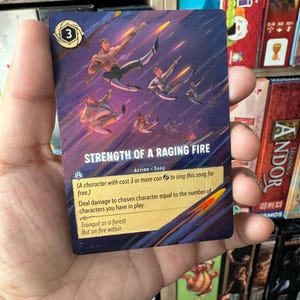 3
STRENGTH OF A RAGING FIRE
Action • Song
(A character with cost 3 or more can to sing this song for
free.)
Deal damage to chosen character equal to the number of
characters you have in play.
Tranquil as a forest
But on fire within
ANDOR